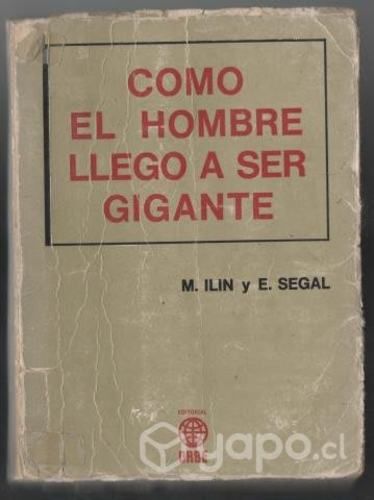 COMO
EL HOMBRE
LLEGO A SER
GIGANTE
M. ILIN y E. SEGAL
EDITORIAL
ORBE
yapo.cl